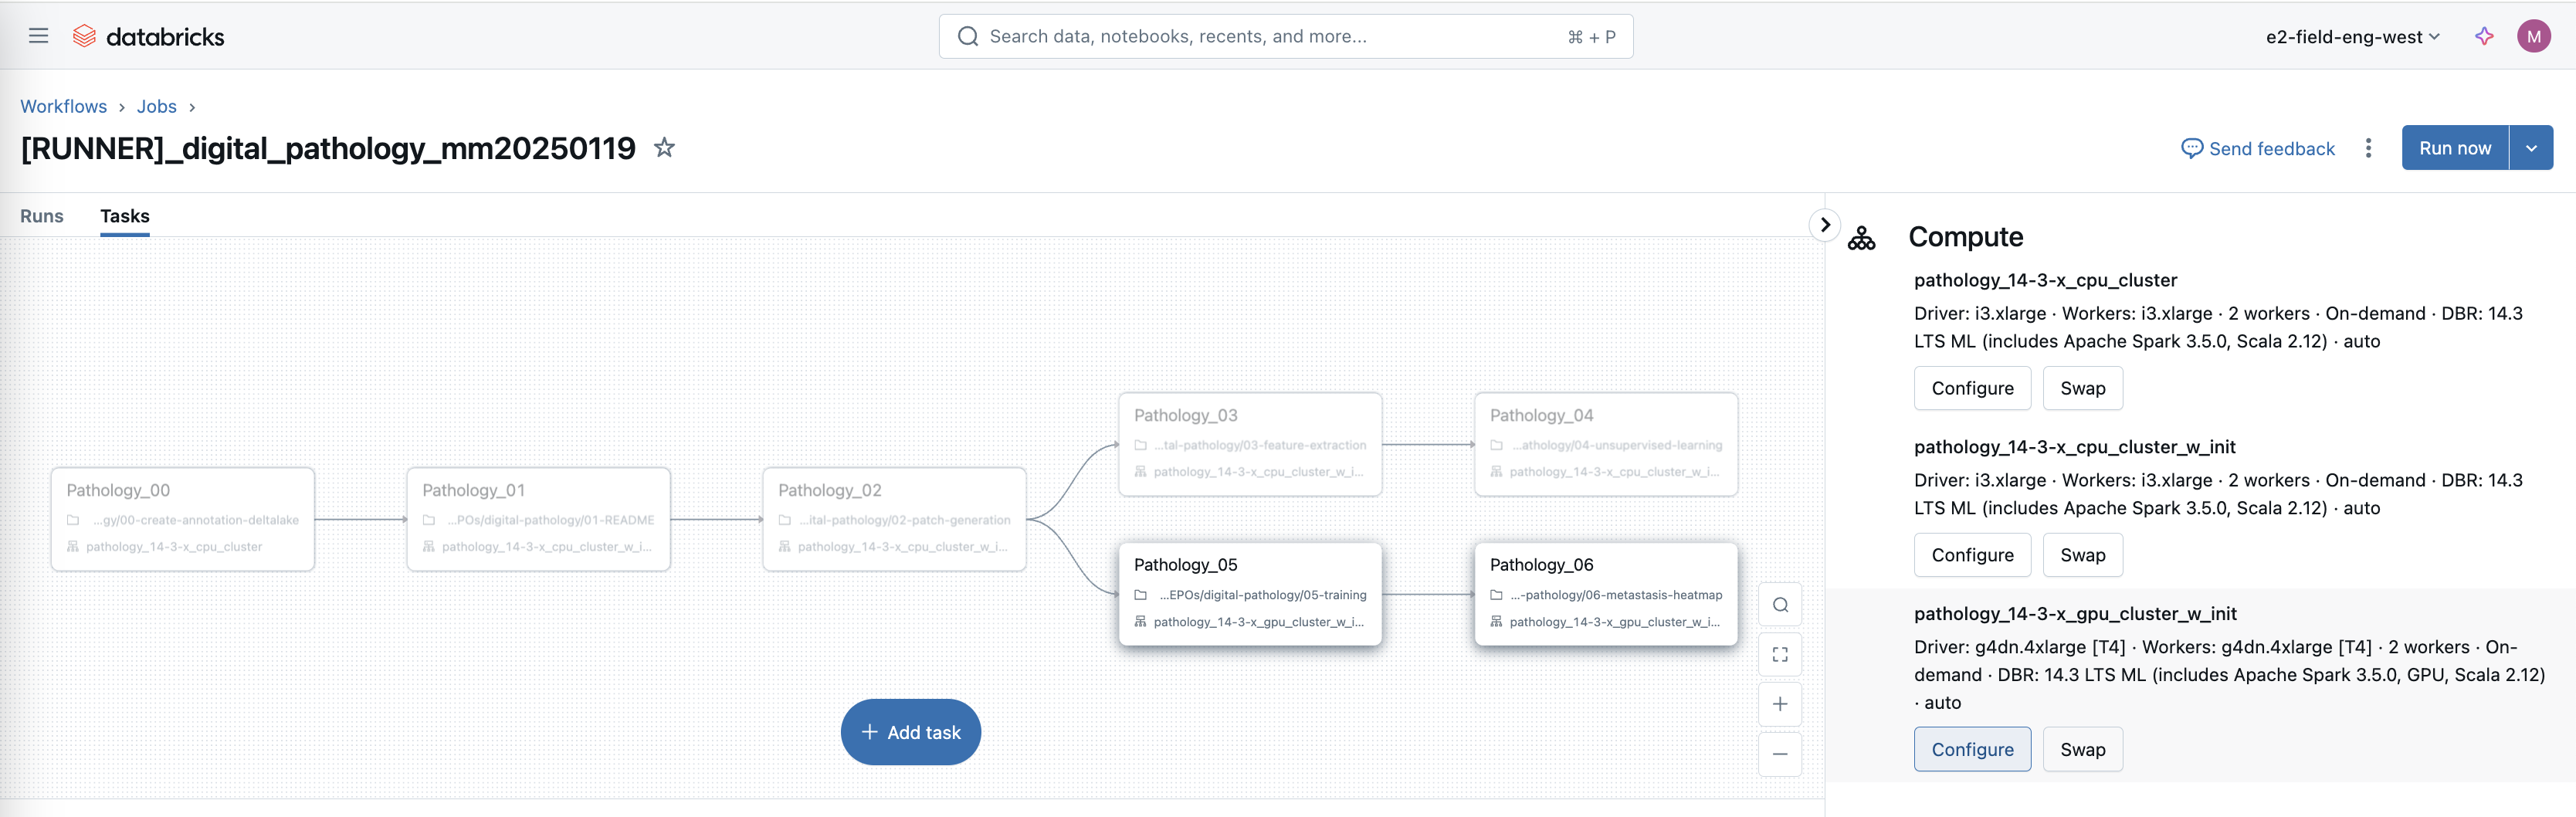 databricks
Search data, notebooks, recents, and more...
⌘ + P
e2-field-eng-west
M
Workflows › Jobs ›
[RUNNER]_digital_pathology_mm20250119
Send feedback
Run now
Runs
Tasks
Pathology_00
...gy/00-create-annotation-deltalake
pathology_14-3-x_cpu_cluster
Pathology_01
...POs/digital-pathology/01-README
pathology_14-3-x_cpu_cluster_w_i...
Pathology_02
...ital-pathology/02-patch-generation
pathology_14-3-x_cpu_cluster_w_i...
Pathology_03
...tal-pathology/03-feature-extraction
pathology_14-3-x_cpu_cluster_w_i...
Pathology_04
...athology/04-unsupervised-learning
pathology_14-3-x_cpu_cluster_w_i...
Pathology_05
...EPOs/digital-pathology/05-training
pathology_14-3-x_gpu_cluster_w_i...
Pathology_06
...-pathology/06-metastasis-heatmap
pathology_14-3-x_gpu_cluster_w_i...
+ Add task
Compute
pathology_14-3-x_cpu_cluster
Driver: i3.xlarge · Workers: i3.xlarge · 2 workers · On-demand · DBR: 14.3
LTS ML (includes Apache Spark 3.5.0, Scala 2.12) · auto
Configure
Swap
pathology_14-3-x_cpu_cluster_w_init
Driver: i3.xlarge · Workers: i3.xlarge · 2 workers · On-demand · DBR: 14.3
LTS ML (includes Apache Spark 3.5.0, Scala 2.12) · auto
Configure
Swap
pathology_14-3-x_gpu_cluster_w_init
Driver: g4dn.4xlarge [T4] · Workers: g4dn.4xlarge [T4] · 2 workers · On-
demand · DBR: 14.3 LTS ML (includes Apache Spark 3.5.0, GPU, Scala 2.12)
· auto
Configure
Swap